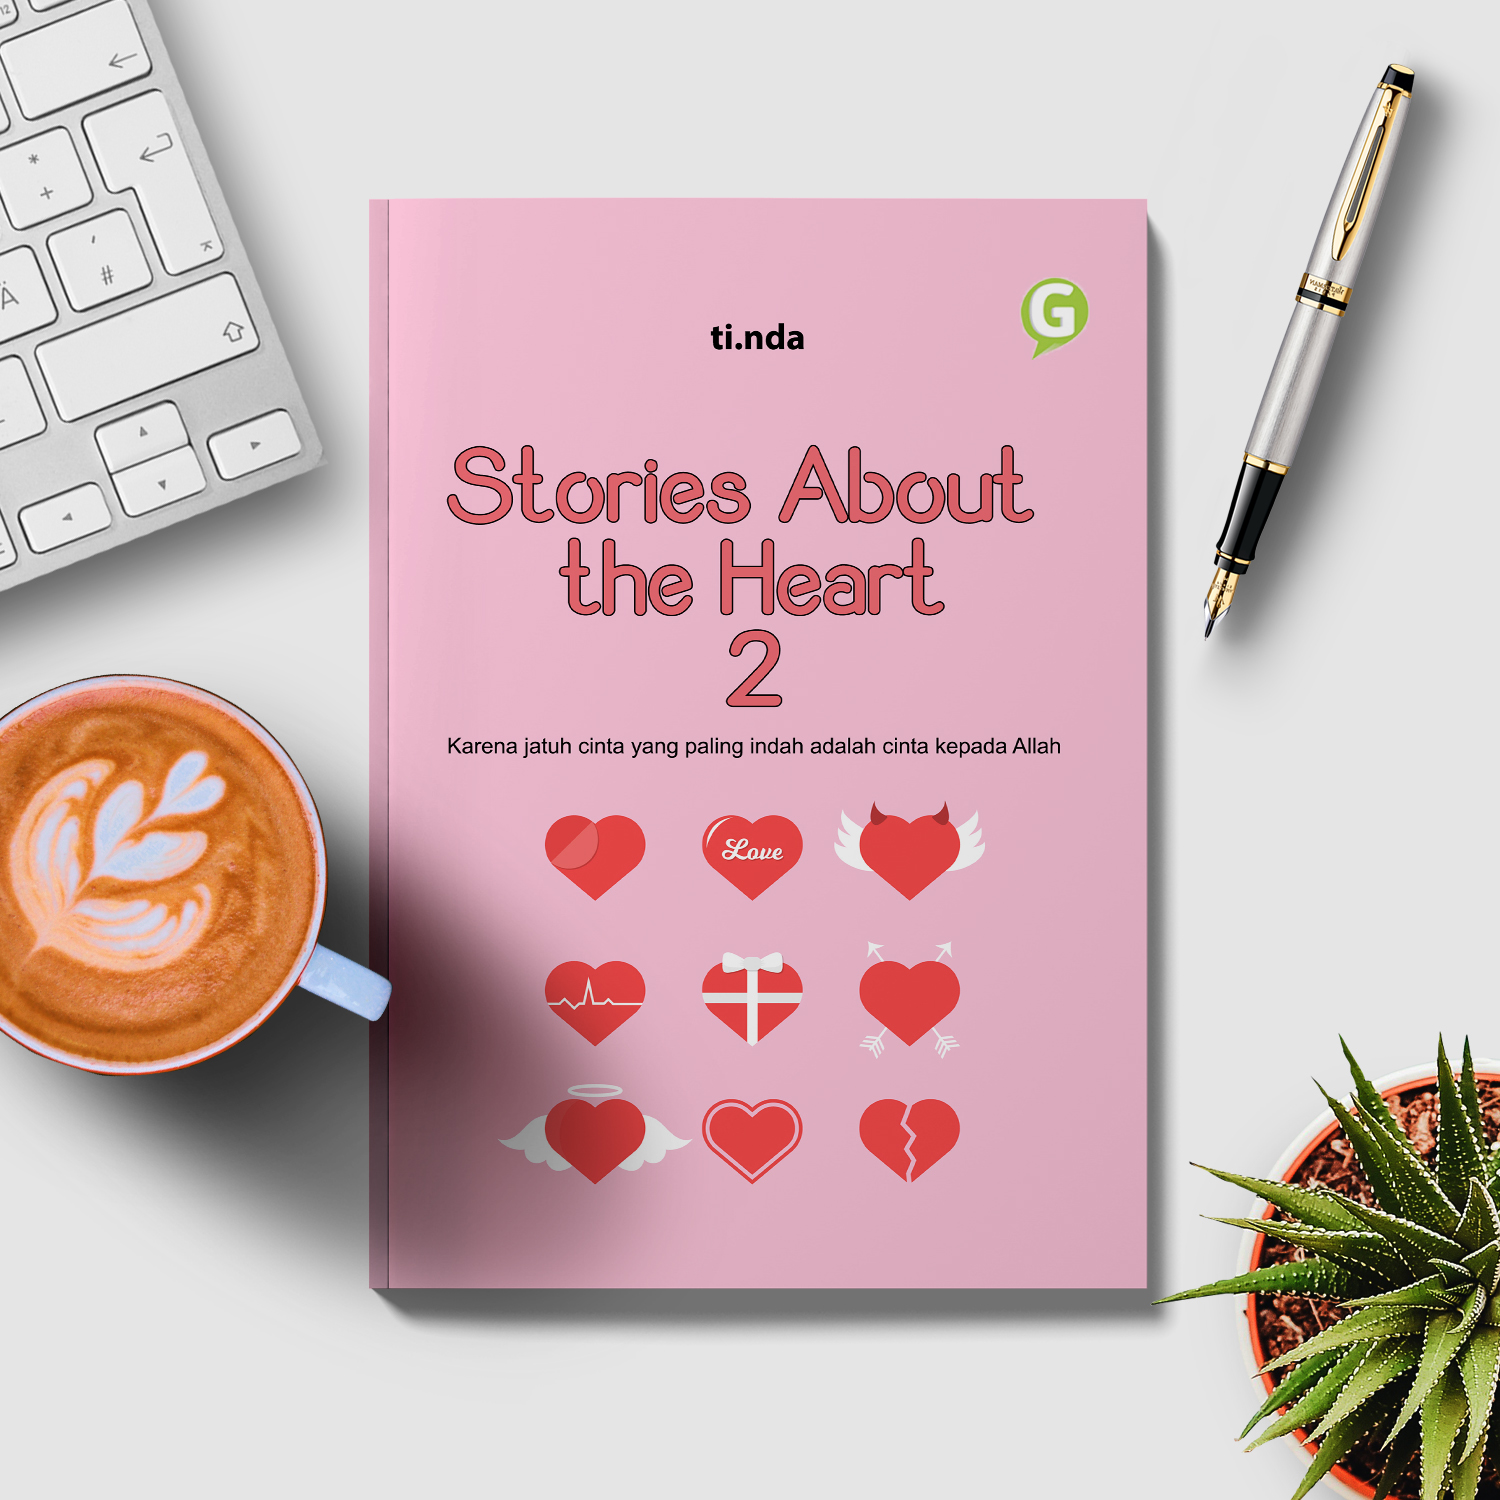 G
ti.nda
Stories About
the Heart
2
Karena jatuh cinta yang paling indah adalah cinta kepada Allah
Love
*
+
'
#
Ä